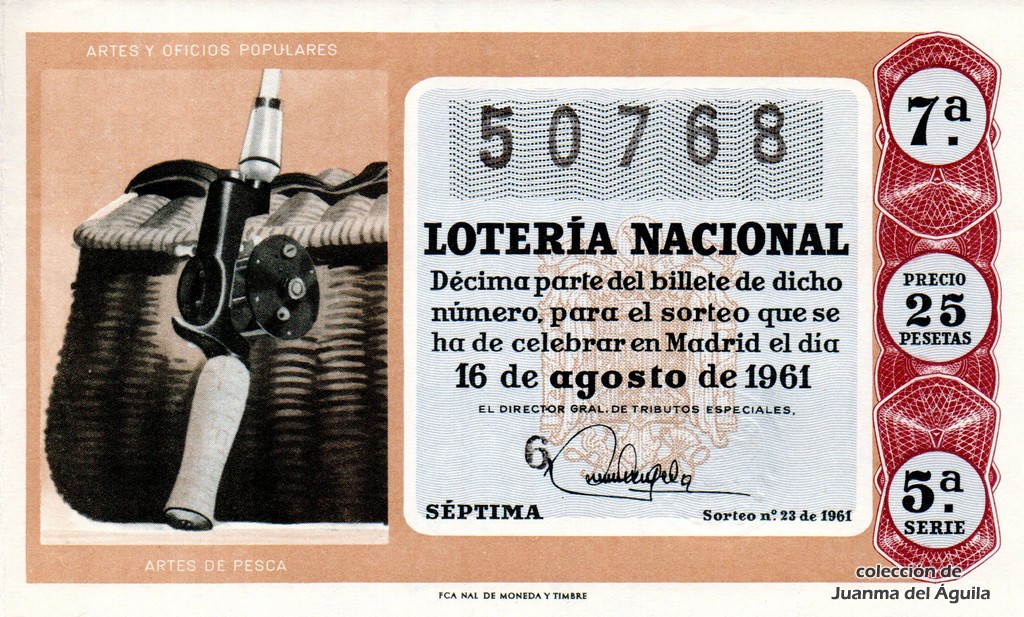 ARTES Y OFICIOS POPULARES
50768
LOTERÍA NACIONAL
Décima parte del billete de dicho
número, para el sorteo que se
ha de celebrar en Madrid el día
16 de agosto de 1961
EL DIRECTOR GRAL. DE TRIBUTOS ESPECIALES,
6
SÉPTIMA
Sorteo n.º 23 de 1961
7ª
PRECIO
25
PESETAS
5ª
SERIE
ARTES DE PESCA
FCA NAL DE MONEDA Y TIMBRE
colección de
Juanma del Águila